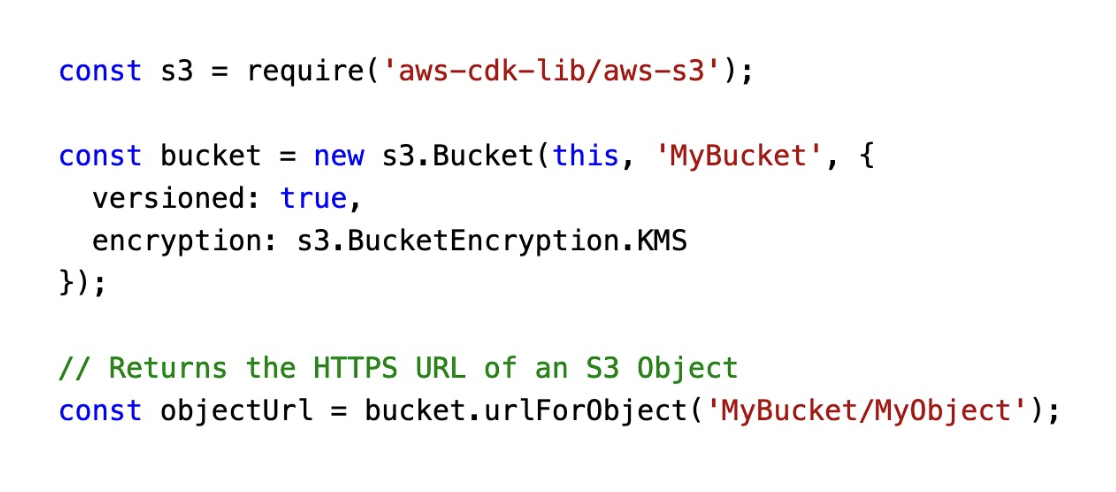 const s3 = require('aws-cdk-lib/aws-s3');
const bucket = new s3.Bucket(this, 'MyBucket', {
  versioned: true,
  encryption: s3.BucketEncryption.KMS
});
// Returns the HTTPS URL of an S3 Object
const objectUrl = bucket.urlForObject('MyBucket/MyObject');